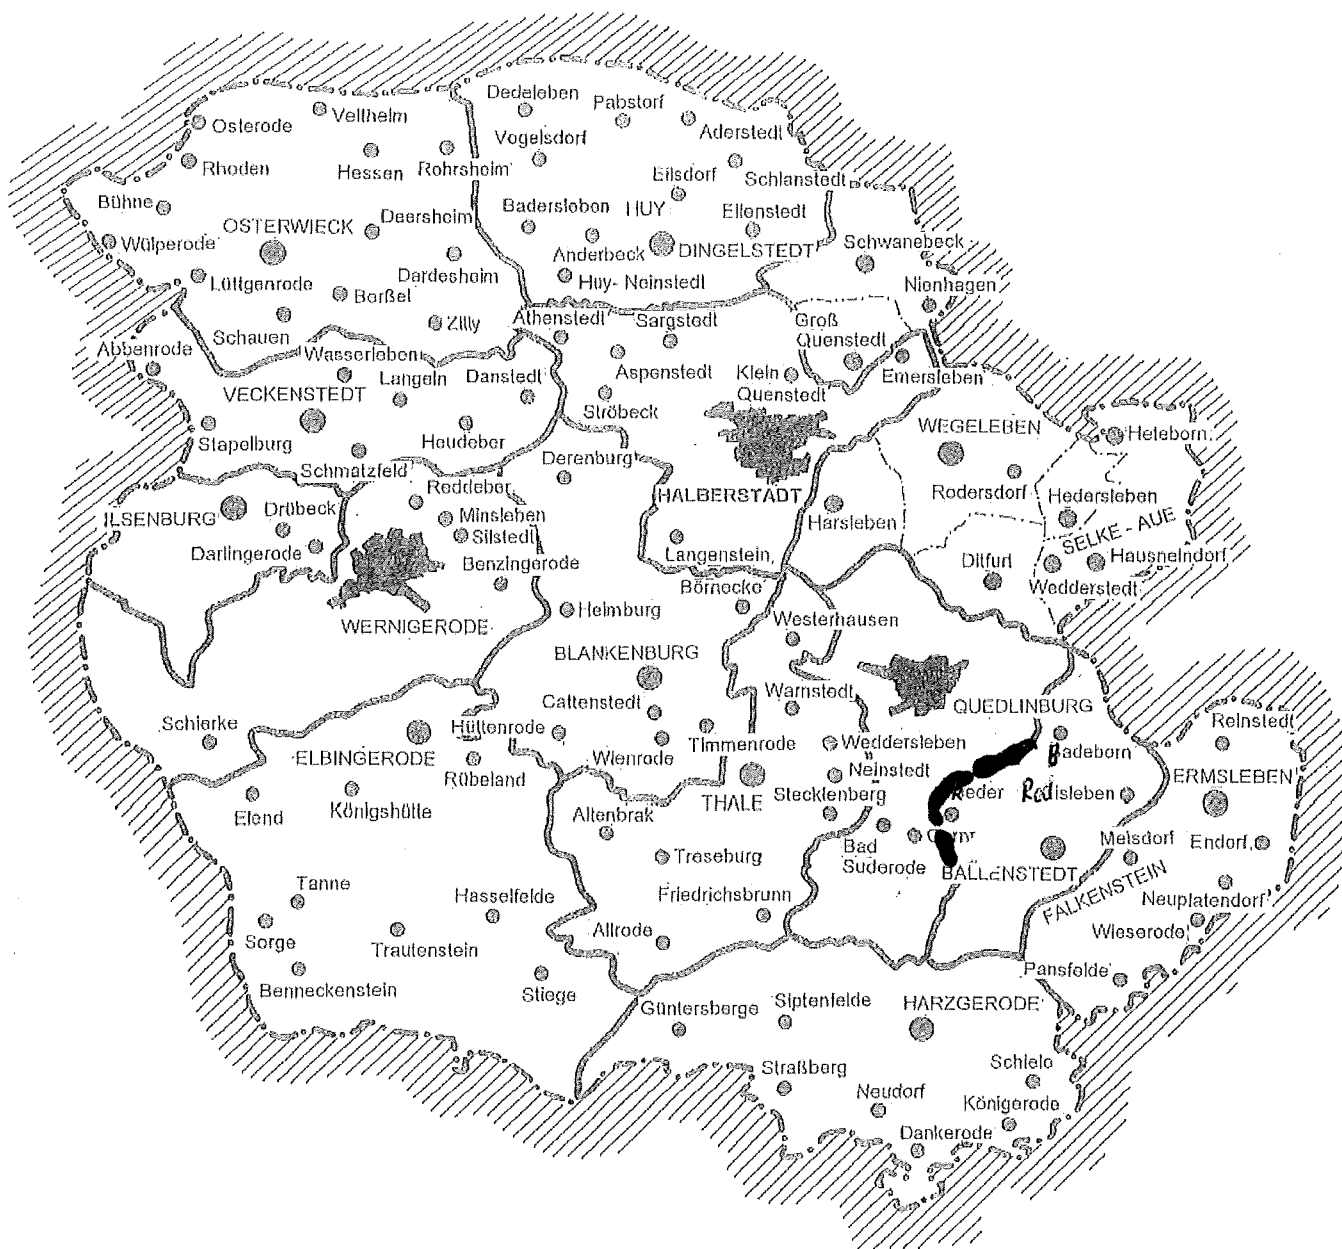 Dedeleben
Pabstorf
Veltheim
Osterode
Aderstedt
Vogelsdorf
Rhoden
Hessen
Rohrsheim
Eilsdorf
Schlanstedt
Bühne
Badersleben
HUY
Eilenstedt
Deersheim
OSTERWIECK
Wülperode
Anderbeck
DINGELSTEDT
Schwanebeck
Dardesheim
Lüttgenrode
Huy- Neinstedt
Nienhagen
Berßel
Zilly
Athenstedt
Sargstedt
Groß
Quenstedt
Schauen
Abbenrode
Wasserleben
Langeln
Danstedt
Aspenstedt
Klein
Quenstedt
Emersleben
VECKENSTEDT
Ströbeck
WEGELEBEN
Heteborn
Stapelburg
Heudeber
Schmatzfeld
Derenburg
Reddeber
HALBERSTADT
Rodersdorf
Hedersleben
ILSENBURG
Drübeck
Minsleben
Silstedt
Harsleben
SELKE - AUE
Darlingerode
Benzingerode
Langenstein
Ditfurt
Hausneindorf
Wedderstedt
Börnecke
Heimburg
WERNIGERODE
Westerhausen
BLANKENBURG
Cattenstedt
Warnstedt
QUEDLINBURG
Schierke
Hüttenrode
Reinstedt
Timmenrode
Weddersleben
Badeborn
ELBINGERODE
Rübeland
Wienrode
Neinstedt
ERMSLEBEN
Königshütte
THALE
Stecklenberg
Rieder
Radisleben
Elend
Altenbrak
Meisdorf
Endorf
Treseburg
Bad
Suderode
BALLENSTEDT
Tanne
Hasselfelde
Friedrichsbrunn
FALKENSTEIN
Neuplatendorf
Sorge
Trautenstein
Allrode
Wieserode
Benneckenstein
Stiege
Pansfelde
Güntersberge
Siptenfelde
HARZGERODE
Straßberg
Schielo
Neudorf
Königerode
Dankerode